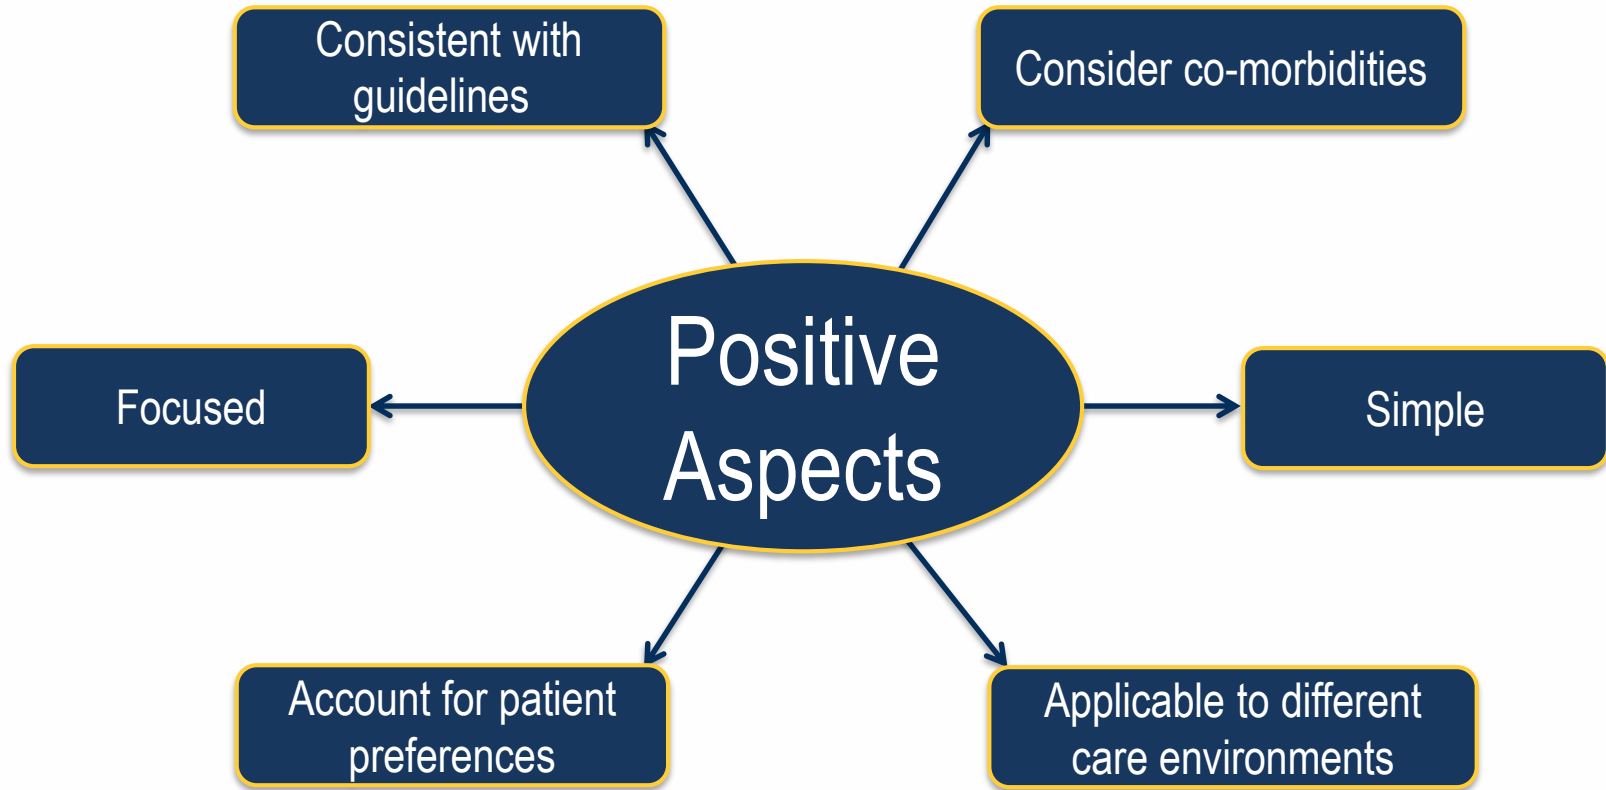 Consistent with
guidelines
Consider co-morbidities
Focused
Positive
Aspects
Simple
Account for patient
preferences
Applicable to different
care environments